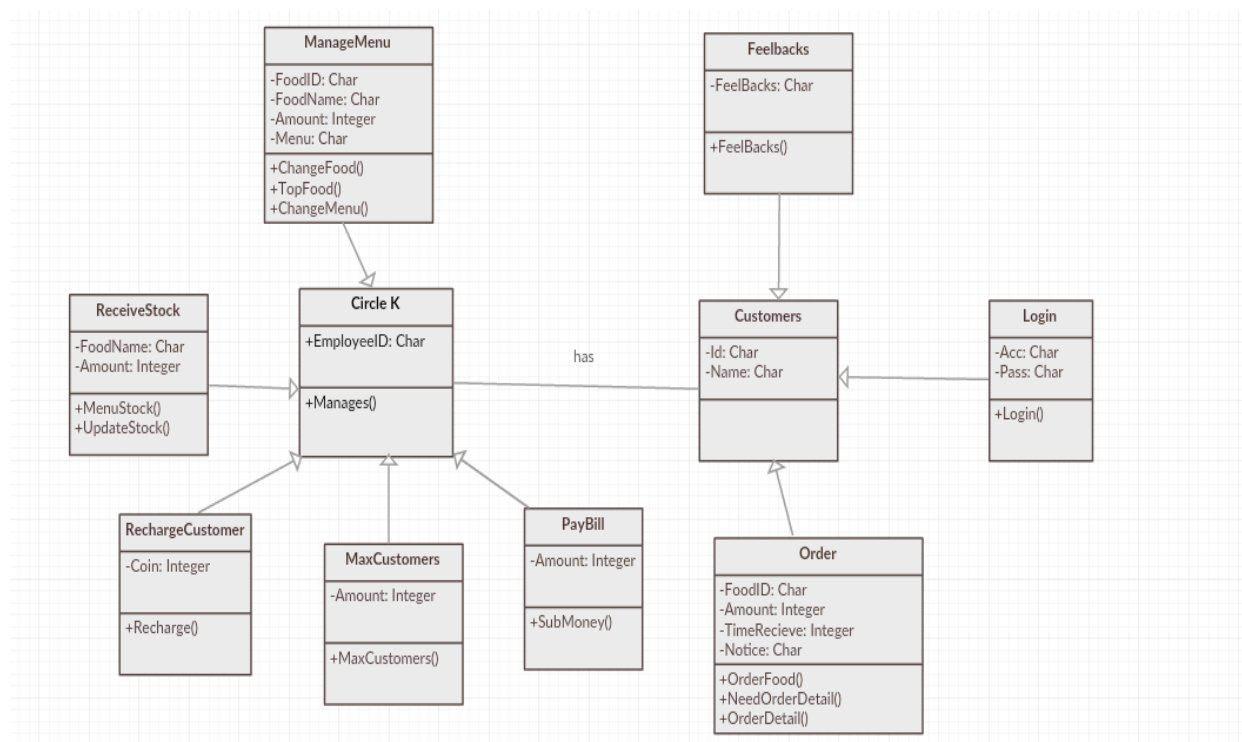 ManageMenu
-FoodID: Char
-FoodName: Char
-Amount: Integer
-Menu: Char
+ChangeFood()
+TopFood()
+ChangeMenu()
Feelbacks
-FeelBacks: Char
+FeelBacks()
ReceiveStock
-FoodName: Char
-Amount: Integer
+MenuStock()
+UpdateStock()
Circle K
+EmployeeID: Char
+Manages()
has
Customers
-Id: Char
-Name: Char
Login
-Acc: Char
-Pass: Char
+Login()
RechargeCustomer
-Coin: Integer
+Recharge()
MaxCustomers
-Amount: Integer
+MaxCustomers()
PayBill
-Amount: Integer
+SubMoney()
Order
-FoodID: Char
-Amount: Integer
-TimeRecieve: Integer
-Notice: Char
+OrderFood()
+NeedOrderDetail()
+OrderDetail()